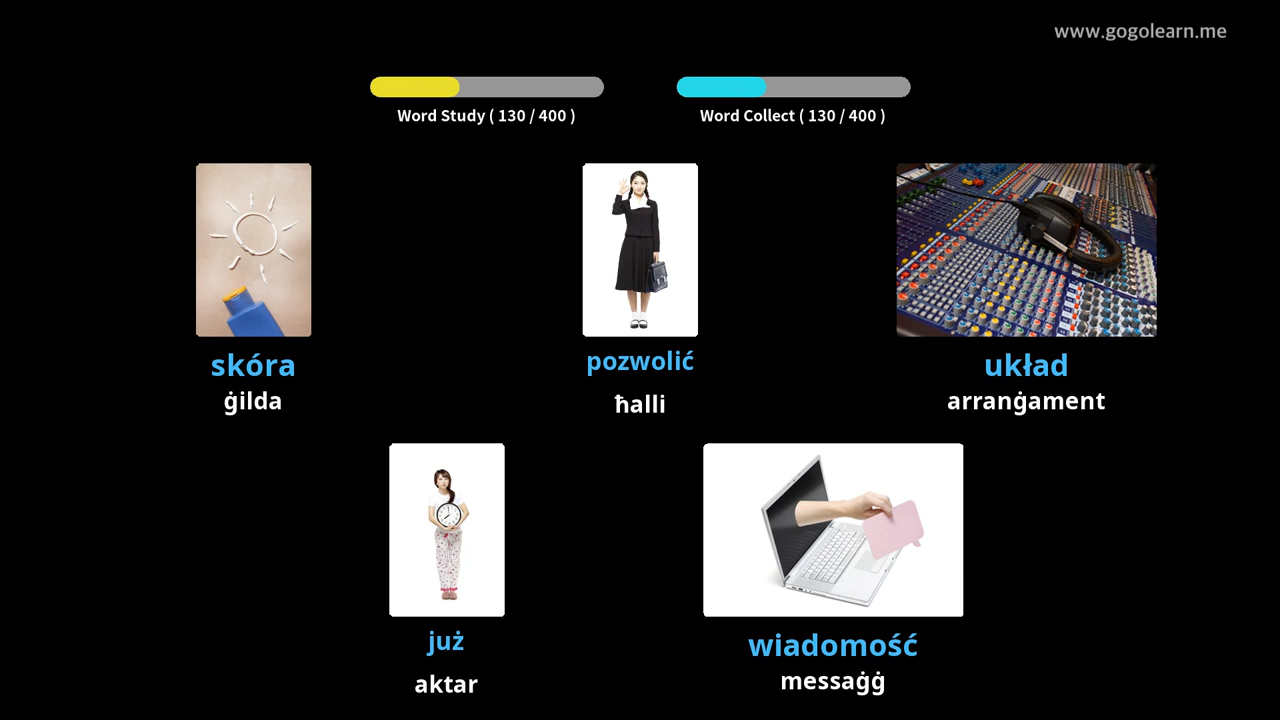 www.gogolearn.me
Word Study ( 130 / 400 )
Word Collect ( 130 / 400 )
skóra
ġilda
pozwolić
ħalli
układ
arranġament
już
aktar
wiadomość
messaġġ